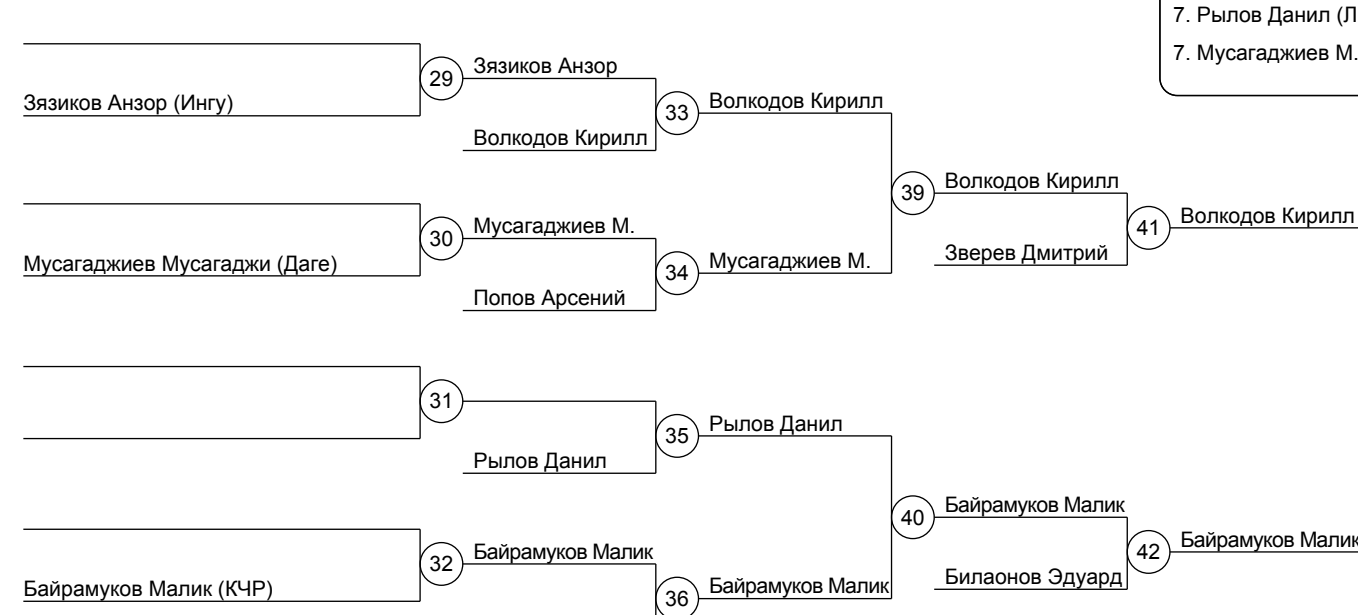 7. Рылов Данил (Л
7. Мусагаджиев М.
29
Зязиков Анзор
Зязиков Анзор (Ингу)
33
Волкодов Кирилл
Волкодов Кирилл
39
Волкодов Кирилл
41
Волкодов Кирилл
30
Мусагаджиев М.
Мусагаджиев Мусагаджи (Даге)
34
Мусагаджиев М.
Зверев Дмитрий
Попов Арсений
31
35
Рылов Данил
Рылов Данил
40
Байрамуков Малик
42
Байрамуков Малик
32
Байрамуков Малик
Билаонов Эдуард
Байрамуков Малик (КЧР)
36
Байрамуков Малик